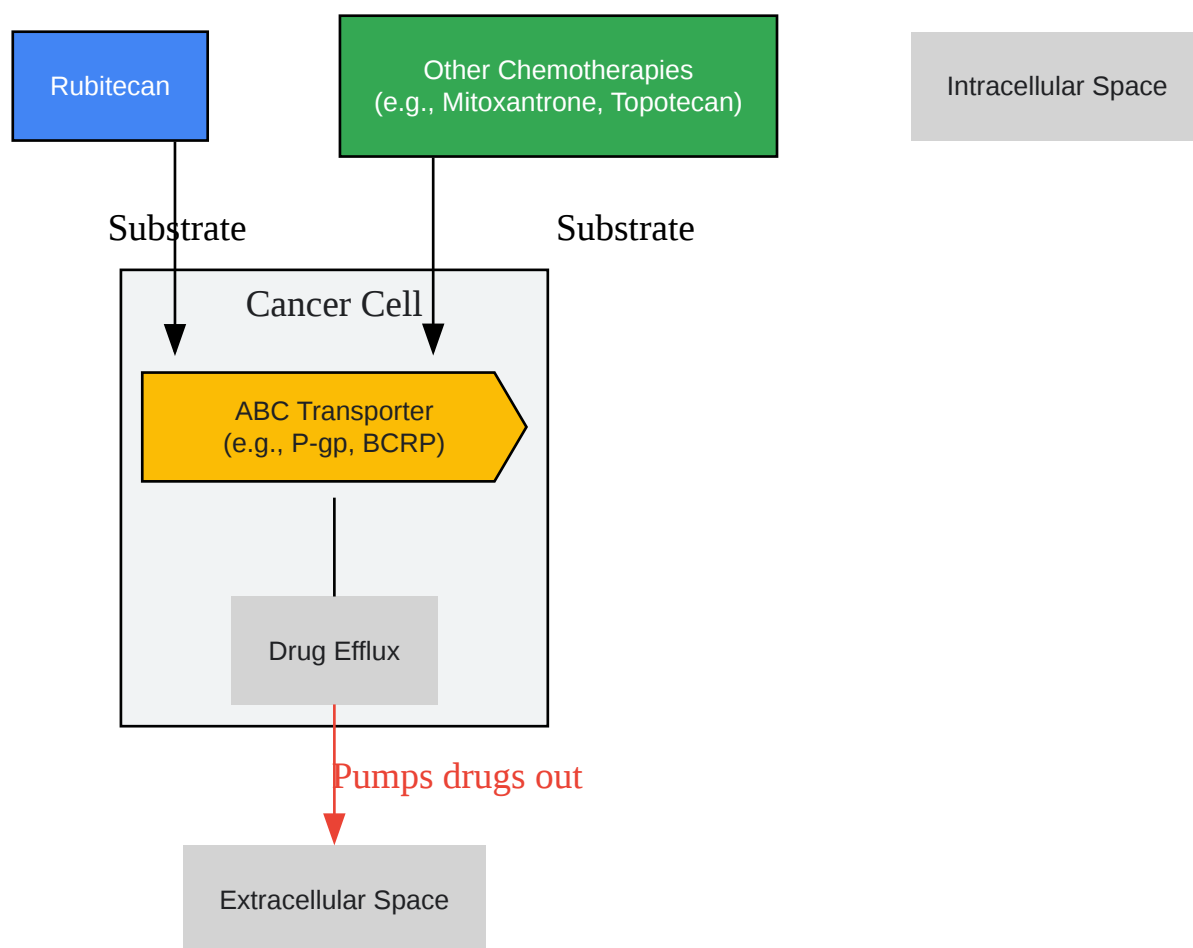 Rubitecan
Other Chemotherapies
(e.g., Mitoxantrone, Topotecan)
Intracellular Space
Substrate
Substrate
Cancer Cell
ABC Transporter
(e.g., P-gp, BCRP)
Drug Efflux
Pumps drugs out
Extracellular Space